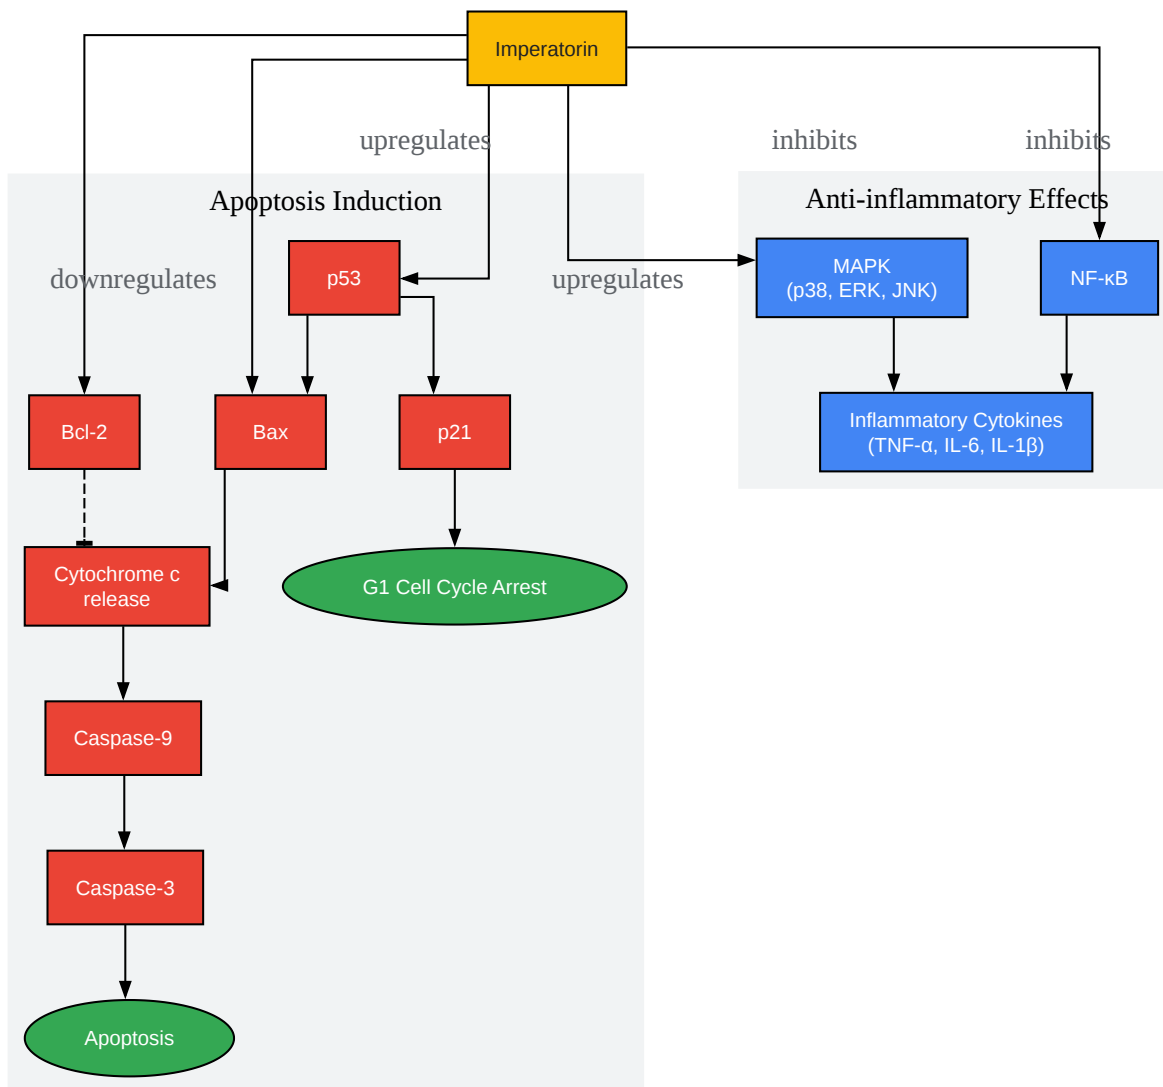 Imperatorin
upregulates
inhibits
inhibits
Apoptosis Induction
Anti-inflammatory Effects
downregulates
p53
upregulates
MAPK
(p38, ERK, JNK)
NF-κB
Bcl-2
Bax
p21
Inflammatory Cytokines
(TNF-α, IL-6, IL-1β)
Cytochrome c
release
G1 Cell Cycle Arrest
Caspase-9
Caspase-3
Apoptosis